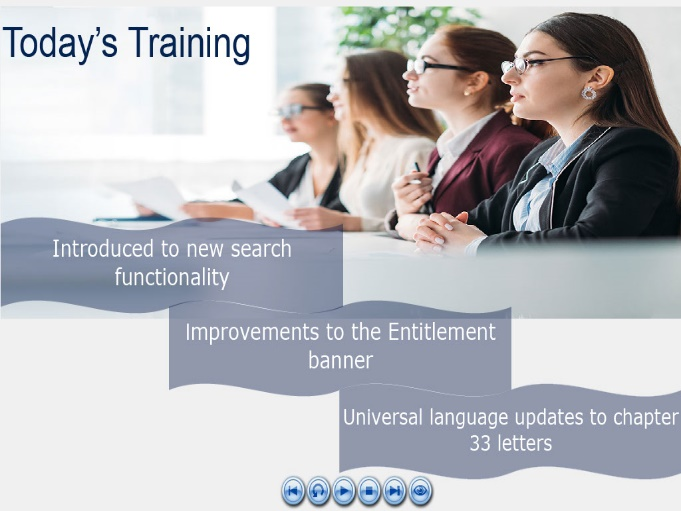 Today's Training
Introduced to new search
functionality
Improvements to the Entitlement
banner
Universal language updates to chapter
33 letters